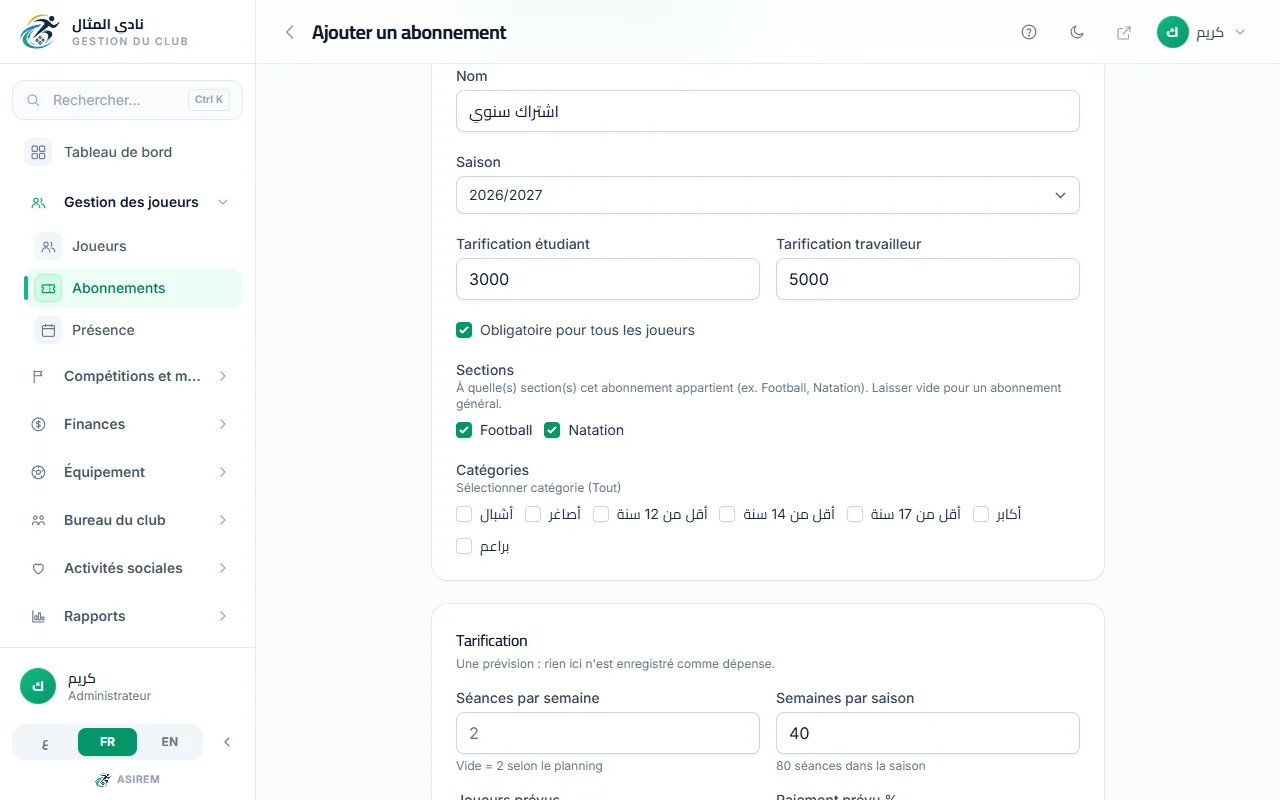 نادي المثال
GESTION DU CLUB
Rechercher...
Ctrl K
Tableau de bord
Gestion des joueurs
Joueurs
Abonnements
Présence
Compétitions et m...
Finances
Équipement
Bureau du club
Activités sociales
Rapports
ك
كريم
Administrateur
ع
FR
EN
ASIREM
Ajouter un abonnement
ك
كريم
Nom
اشتراك سنوي
Saison
2026/2027
Tarification étudiant
Tarification travailleur
3000
5000
Obligatoire pour tous les joueurs
Sections
À quelle(s) section(s) cet abonnement appartient (ex. Football, Natation). Laisser vide pour un abonnement
général.
Football
Natation
Catégories
Sélectionner catégorie (Tout)
أشبال
أصاغر
أقل من 12 سنة
أقل من 14 سنة
أقل من 17 سنة
أكابر
براعم
Tarification
Une prévision : rien ici n'est enregistré comme dépense.
Séances par semaine
Semaines par saison
2
40
Vide = 2 selon le planning
80 séances dans la saison
Joueurs prévus
Paiement prévu %